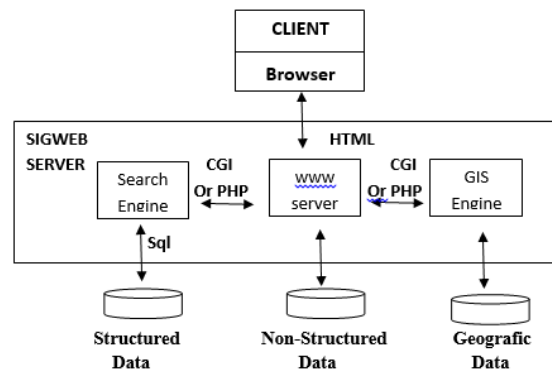 CLIENT
Browser
SIGWEB
SERVER
HTML
CGI
Or PHP
CGI
Or PHP
Search
Engine
www
server
GIS
Engine
Sql
Structured
Data
Non-Structured
Data
Geografic
Data